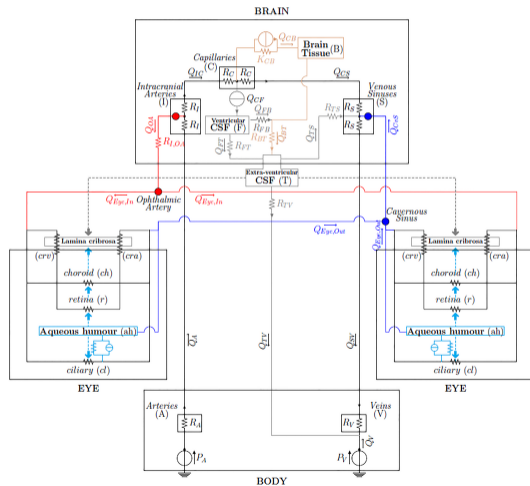 BRAIN
Q_CB
K_CB
Brain
Tissue (B)
Capillaries
(C)
Q_IC
R_C
R_C
Q_CS
Intracranial
Arteries
(I)
Q_CF
Venous
Sinuses
(S)
R_I
R_I
Q_FB
R_FB
Ventricular
CSF (F)
R_TS
R_S
R_S
Q_OA
Q_CvS
R_I,OA
Q_FT
R_FT
Q_BT
Q_TS
Extra-ventricular
CSF (T)
Q_Eye,In
Ophthalmic
Artery
Q_Eye,In
R_TV
Cavernous
Sinus
Q_Eye,Out
Q_Eye,Out
Lamina cribrosa
(crv)
(cra)
choroid (ch)
retina (r)
Aqueous humour (ah)
ciliary (cl)
EYE
Lamina cribrosa
(crv)
(cra)
choroid (ch)
retina (r)
Aqueous humour (ah)
ciliary (cl)
EYE
Q_A
Q_TV
Q_SV
Arteries
(A)
R_A
P_A
Veins
(V)
R_V
Q_V
P_V
BODY